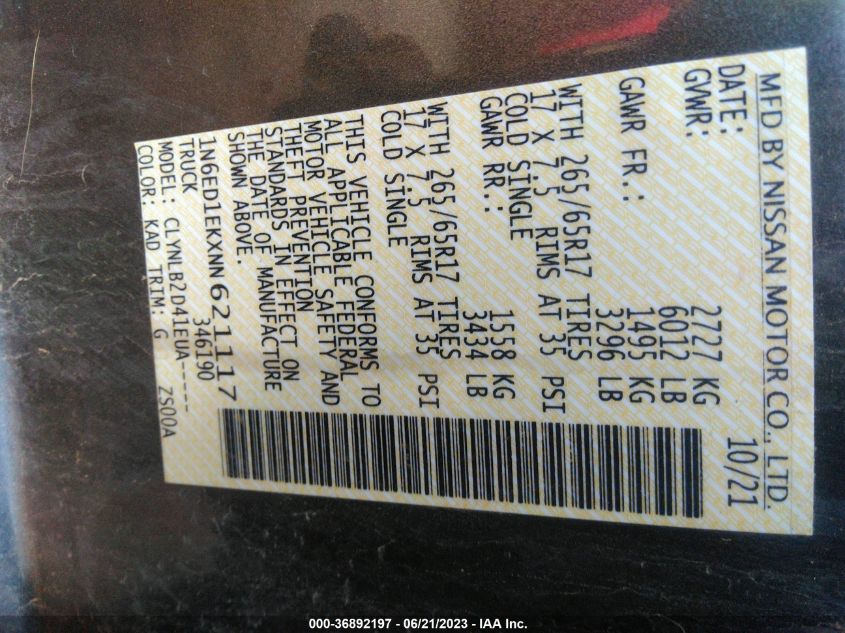 MFD BY NISSAN MOTOR CO., LTD.
DATE: 10/21
GVWR: 2727 KG
6012 LB
GAWR FR.: 1495 KG
3296 LB
WITH 265/65R17 TIRES
17 X 7.5 RIMS AT 35 PSI
COLD SINGLE
GAWR RR.: 1558 KG
3434 LB
WITH 265/65R17 TIRES
17 X 7.5 RIMS AT 35 PSI
COLD SINGLE
THIS VEHICLE CONFORMS TO
ALL APPLICABLE FEDERAL
MOTOR VEHICLE SAFETY AND
THEFT PREVENTION
STANDARDS IN EFFECT ON
THE DATE OF MANUFACTURE
SHOWN ABOVE.
1N6ED1EKXNN621117
TRUCK 346190
MODEL: CLYNLB2D41EUA-----
COLOR: KAD TRIM: G ZS00A
000-36892197 - 06/21/2023 - IAA Inc.